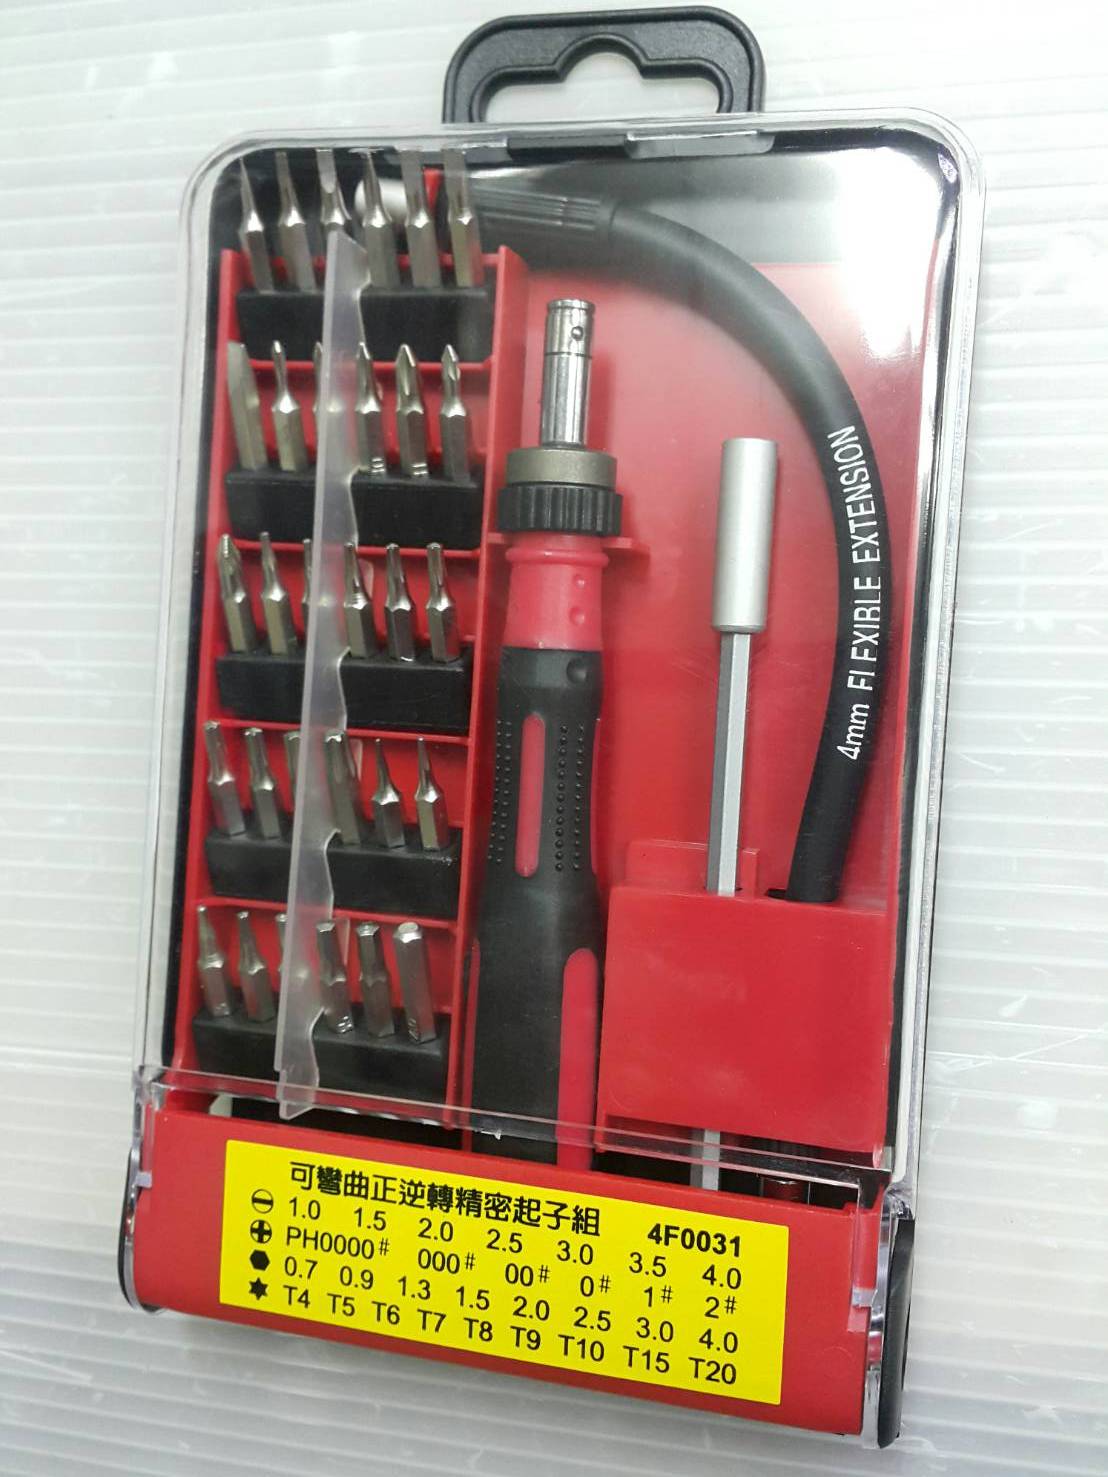 4mm FLEXIBLE EXTENSION
可彎曲正逆轉精密起子組 4F0031
1.0 1.5 2.0 2.5 3.0 3.5 4.0
PH0000# 000# 00# 0# 1# 2#
0.7 0.9 1.3 1.5 2.0 2.5 3.0 4.0
T4 T5 T6 T7 T8 T9 T10 T15 T20